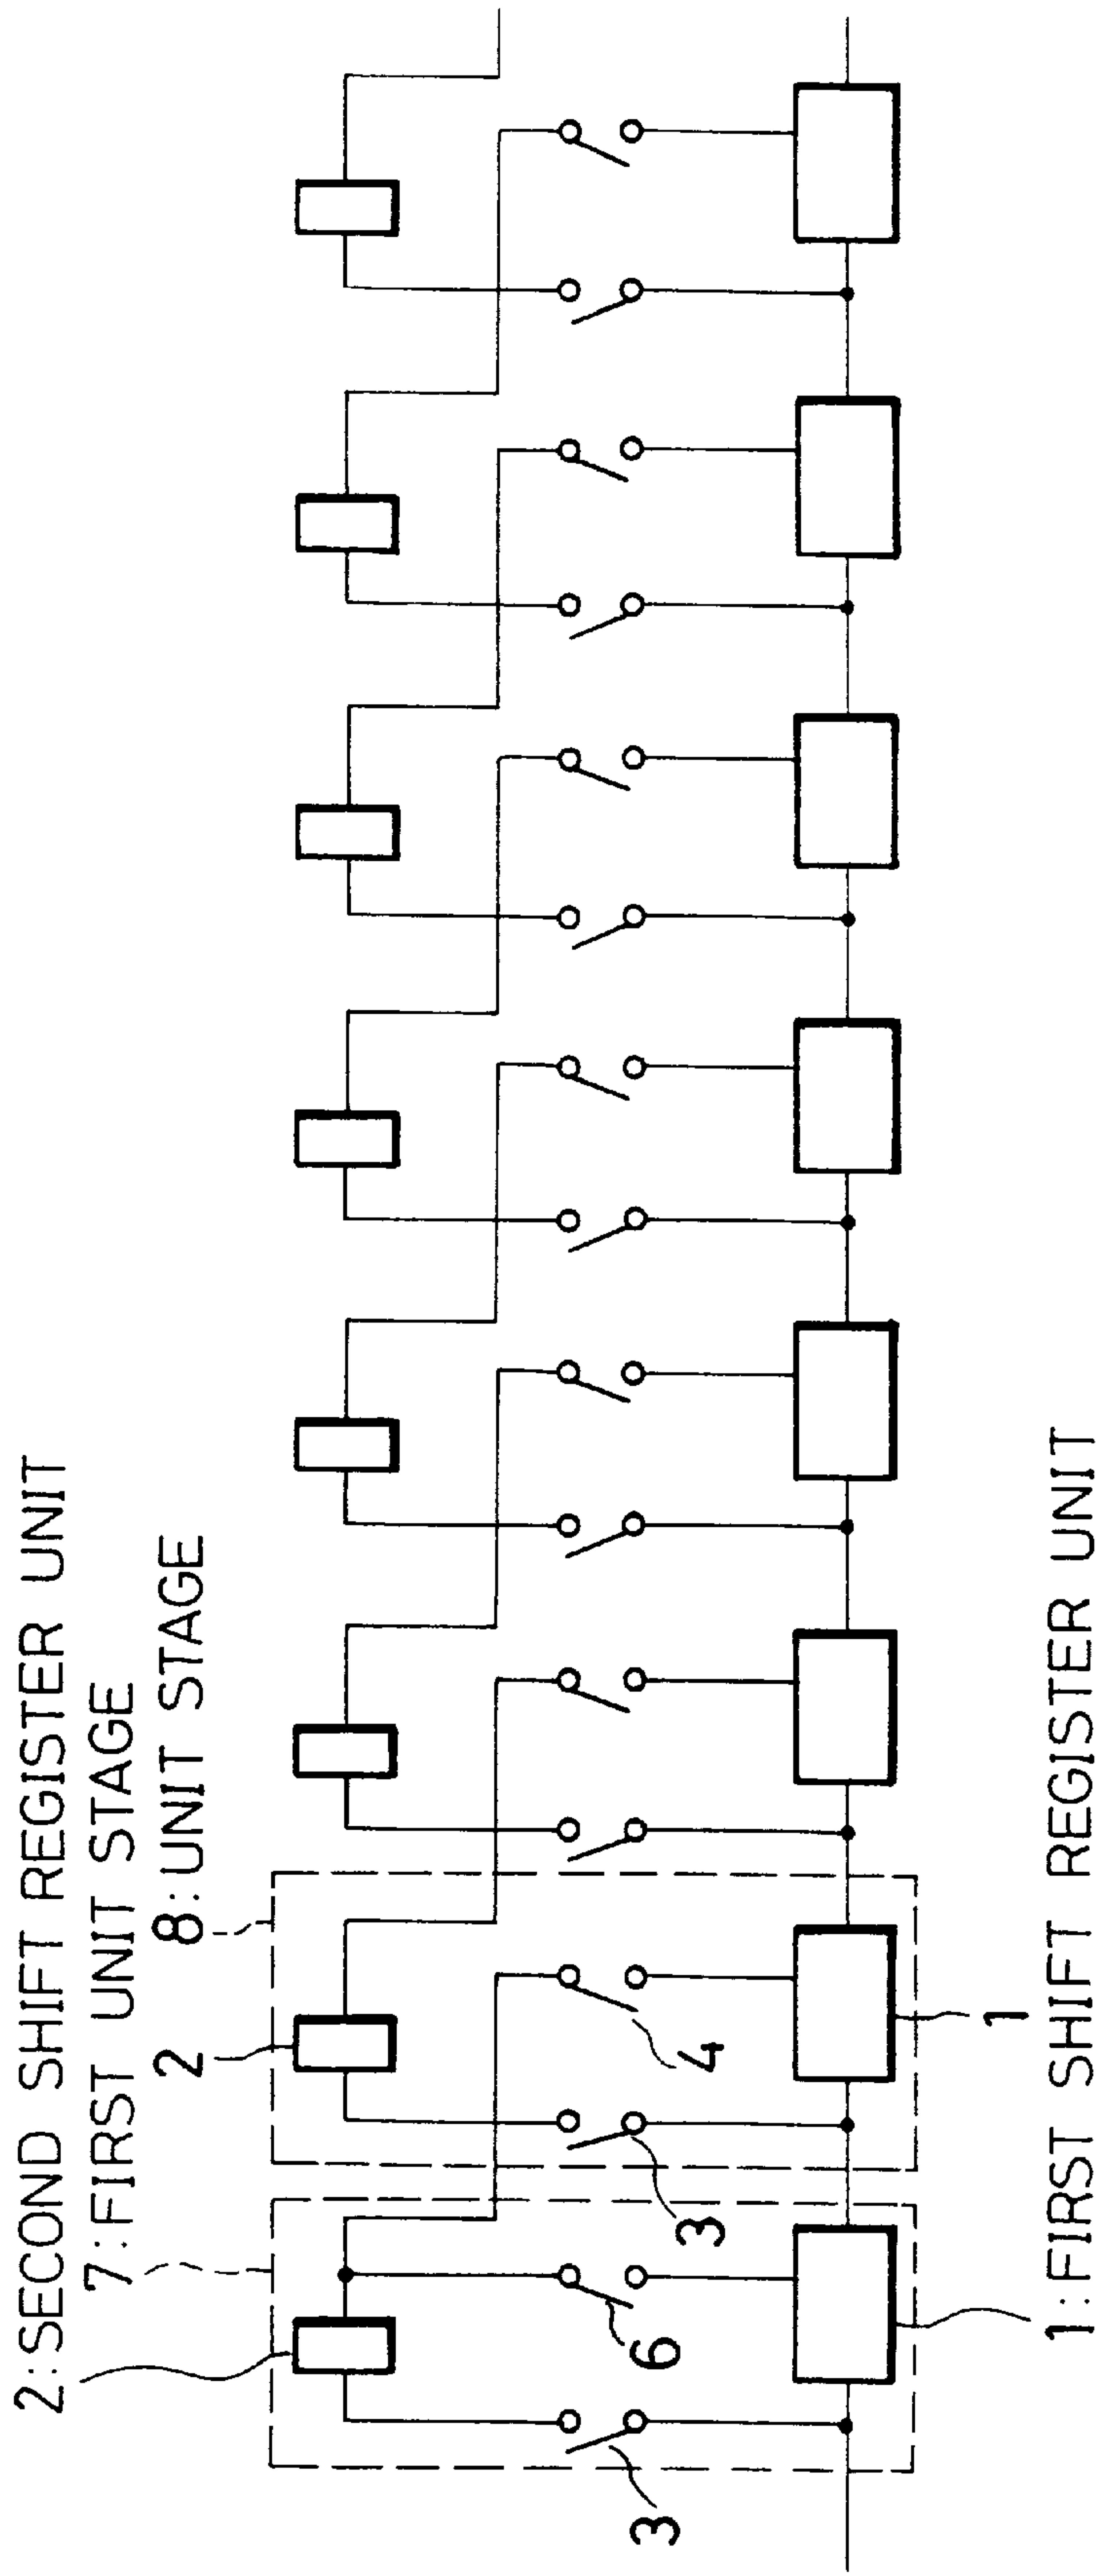 2:SECOND SHIFT REGISTER UNIT
7:FIRST UNIT STAGE
8:UNIT STAGE
2
4
3
6
3
1
1:FIRST SHIFT REGISTER UNIT